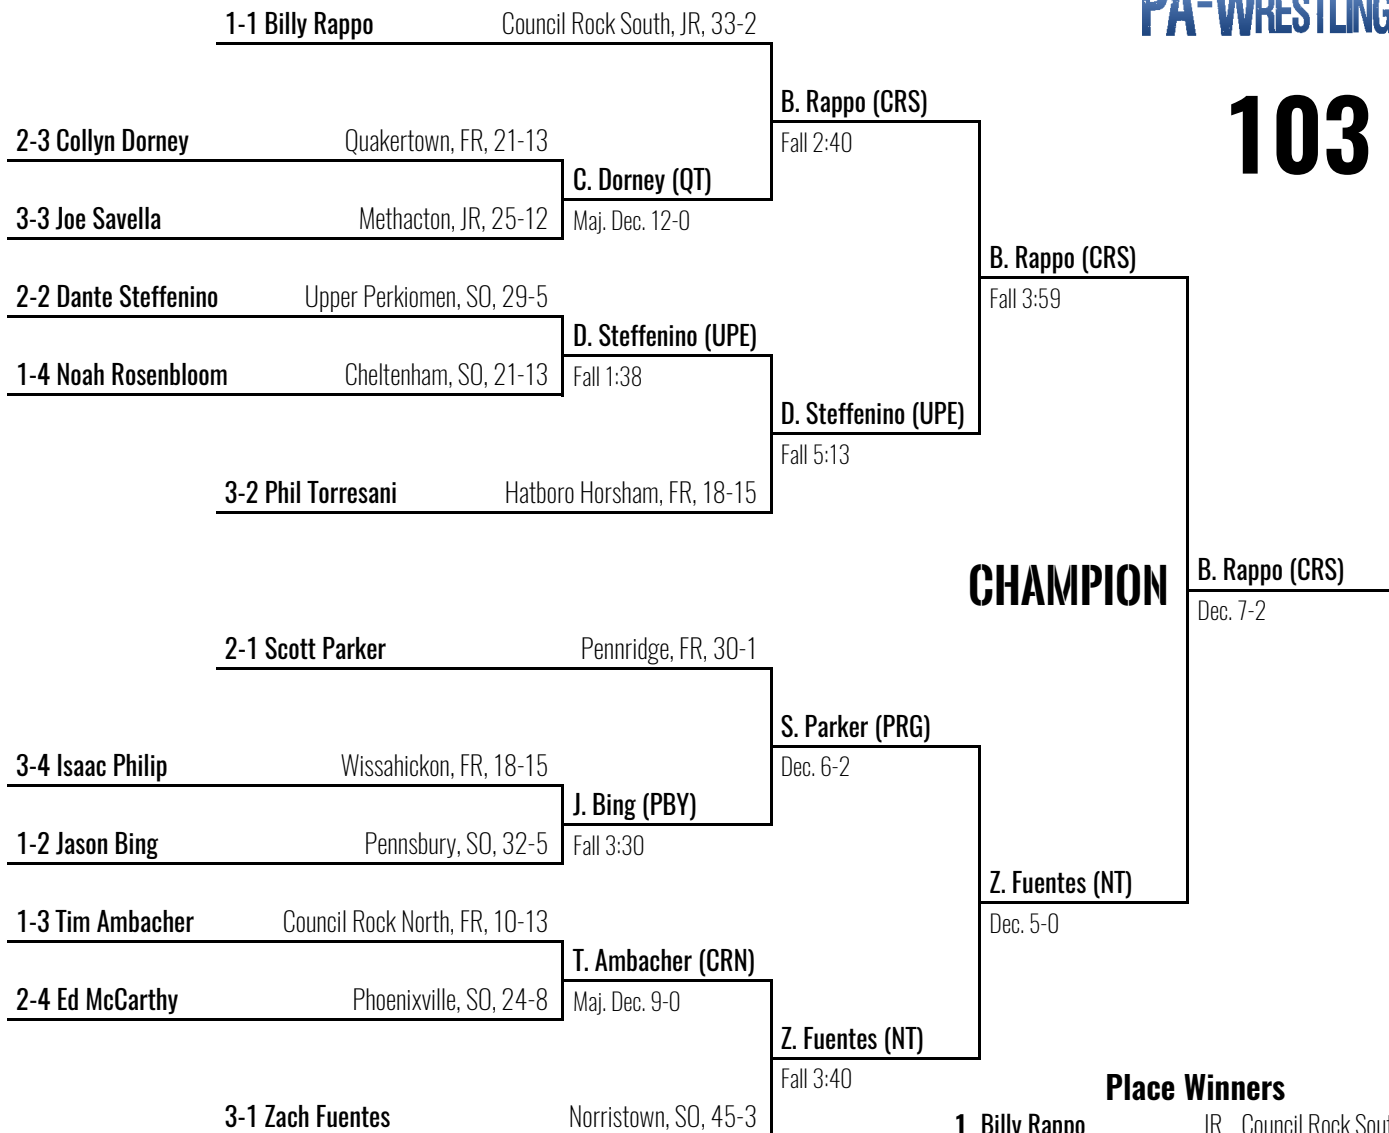 PA-WRESTLING
103
1-1 Billy Rappo Council Rock South, JR, 33-2
B. Rappo (CRS)
Fall 2:40
2-3 Collyn Dorney Quakertown, FR, 21-13
C. Dorney (QT)
Maj. Dec. 12-0
3-3 Joe Savella Methacton, JR, 25-12
B. Rappo (CRS)
Fall 3:59
2-2 Dante Steffenino Upper Perkiomen, SO, 29-5
D. Steffenino (UPE)
Fall 1:38
1-4 Noah Rosenbloom Cheltenham, SO, 21-13
D. Steffenino (UPE)
Fall 5:13
3-2 Phil Torresani Hatboro Horsham, FR, 18-15
CHAMPION
B. Rappo (CRS)
Dec. 7-2
2-1 Scott Parker Pennridge, FR, 30-1
S. Parker (PRG)
Dec. 6-2
3-4 Isaac Philip Wissahickon, FR, 18-15
J. Bing (PBY)
Fall 3:30
1-2 Jason Bing Pennsbury, SO, 32-5
Z. Fuentes (NT)
Dec. 5-0
1-3 Tim Ambacher Council Rock North, FR, 10-13
T. Ambacher (CRN)
Maj. Dec. 9-0
2-4 Ed McCarthy Phoenixville, SO, 24-8
Z. Fuentes (NT)
Fall 3:40
3-1 Zach Fuentes Norristown, SO, 45-3
Place Winners
1 Billy Rappo JR Council Rock Sout